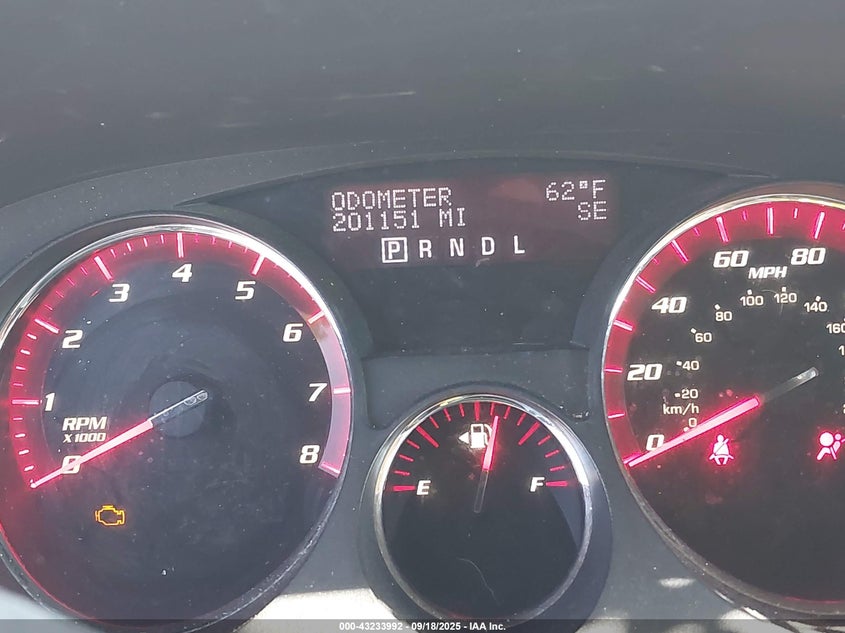 ODOMETER 62°F
201151 MI SE
P R N D L
0 1 2 3 4 5 6 7 8
RPM
X1000
E F
0 20 40 60 80
MPH
0 20 40 60 80 100 120 140
km/h
000-43233992 - 09/18/2025 - IAA Inc.